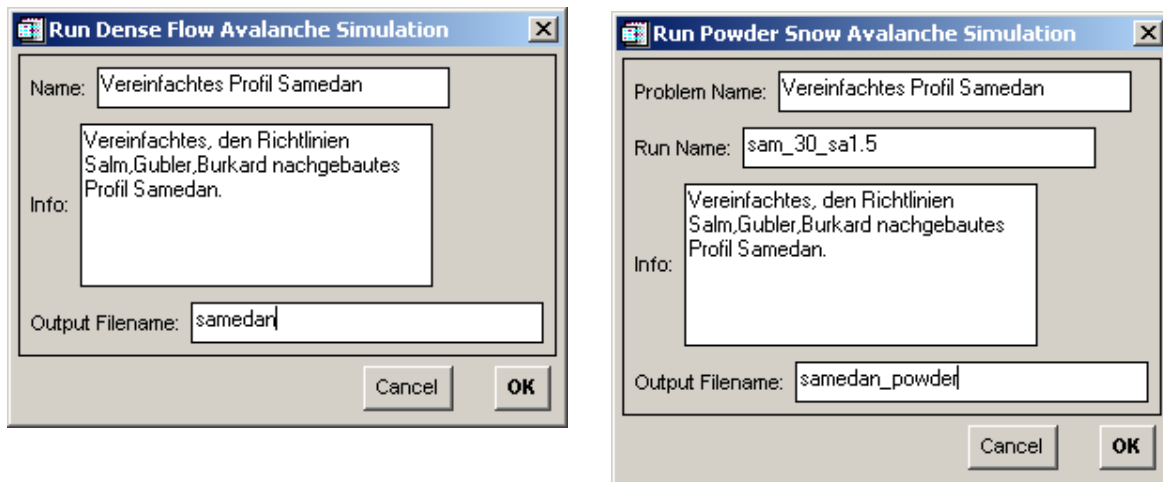 Run Dense Flow Avalanche Simulation
Name: Vereinfachtes Profil Samedan
Info:
Vereinfachtes, den Richtlinien
Salm,Gubler,Burkard nachgebautes
Profil Samedan.
Output Filename: samedan
Cancel OK
Run Powder Snow Avalanche Simulation
Problem Name: Vereinfachtes Profil Samedan
Run Name: sam_30_sa1.5
Info:
Vereinfachtes, den Richtlinien
Salm,Gubler,Burkard nachgebautes
Profil Samedan.
Output Filename: samedan_powder
Cancel OK